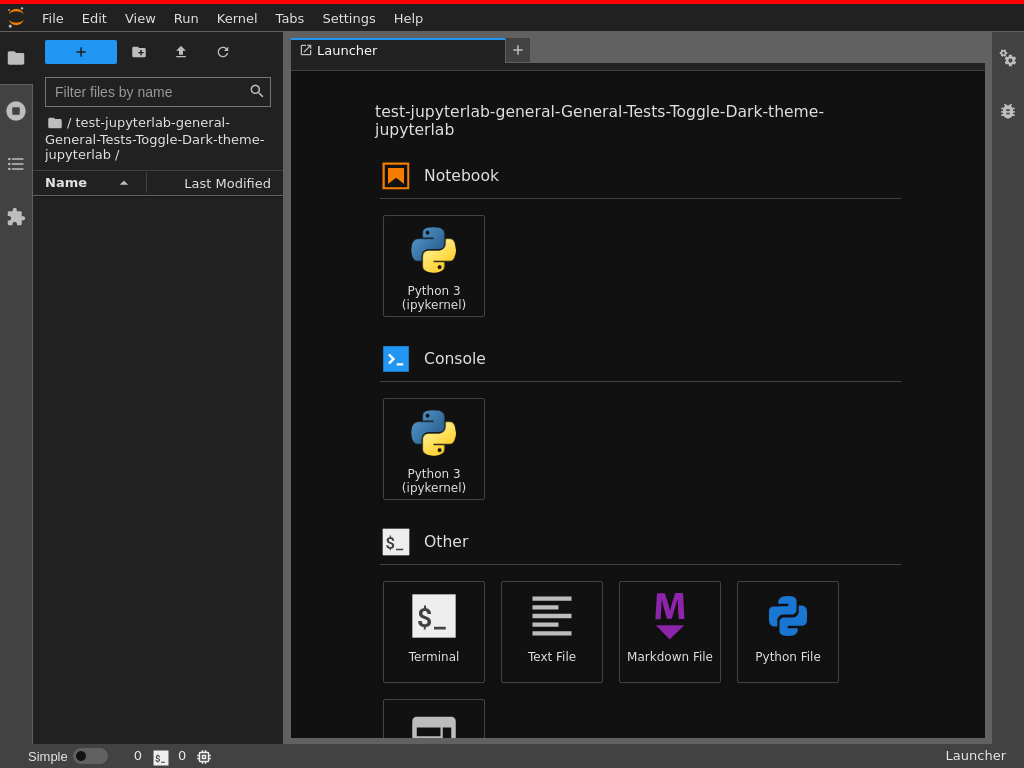 File Edit View Run Kernel Tabs Settings Help
Launcher
Filter files by name
/ test-jupyterlab-general-
General-Tests-Toggle-Dark-theme-
jupyterlab /
Name Last Modified
test-jupyterlab-general-General-Tests-Toggle-Dark-theme-
jupyterlab
Notebook
Python 3
(ipykernel)
Console
Python 3
(ipykernel)
$_ Other
$_
Terminal Text File Markdown File Python File
Simple 0 $_ 0 Launcher